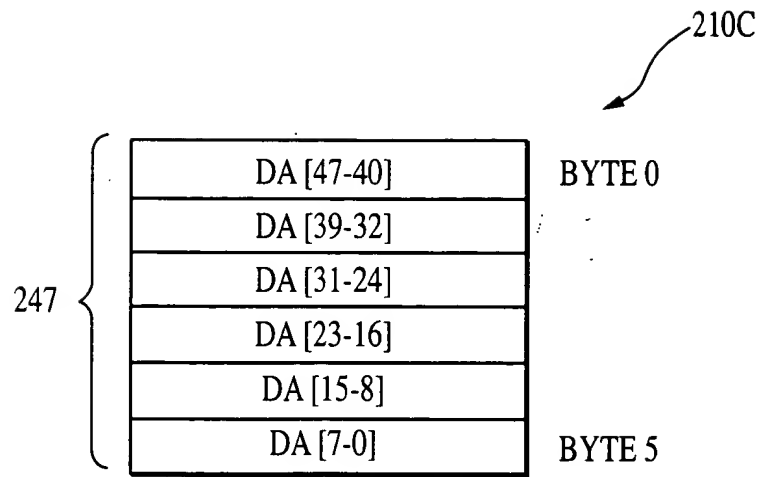 210C
DA [47-40] BYTE 0
DA [39-32]
DA [31-24]
247
DA [23-16]
DA [15-8]
DA [7-0] BYTE 5